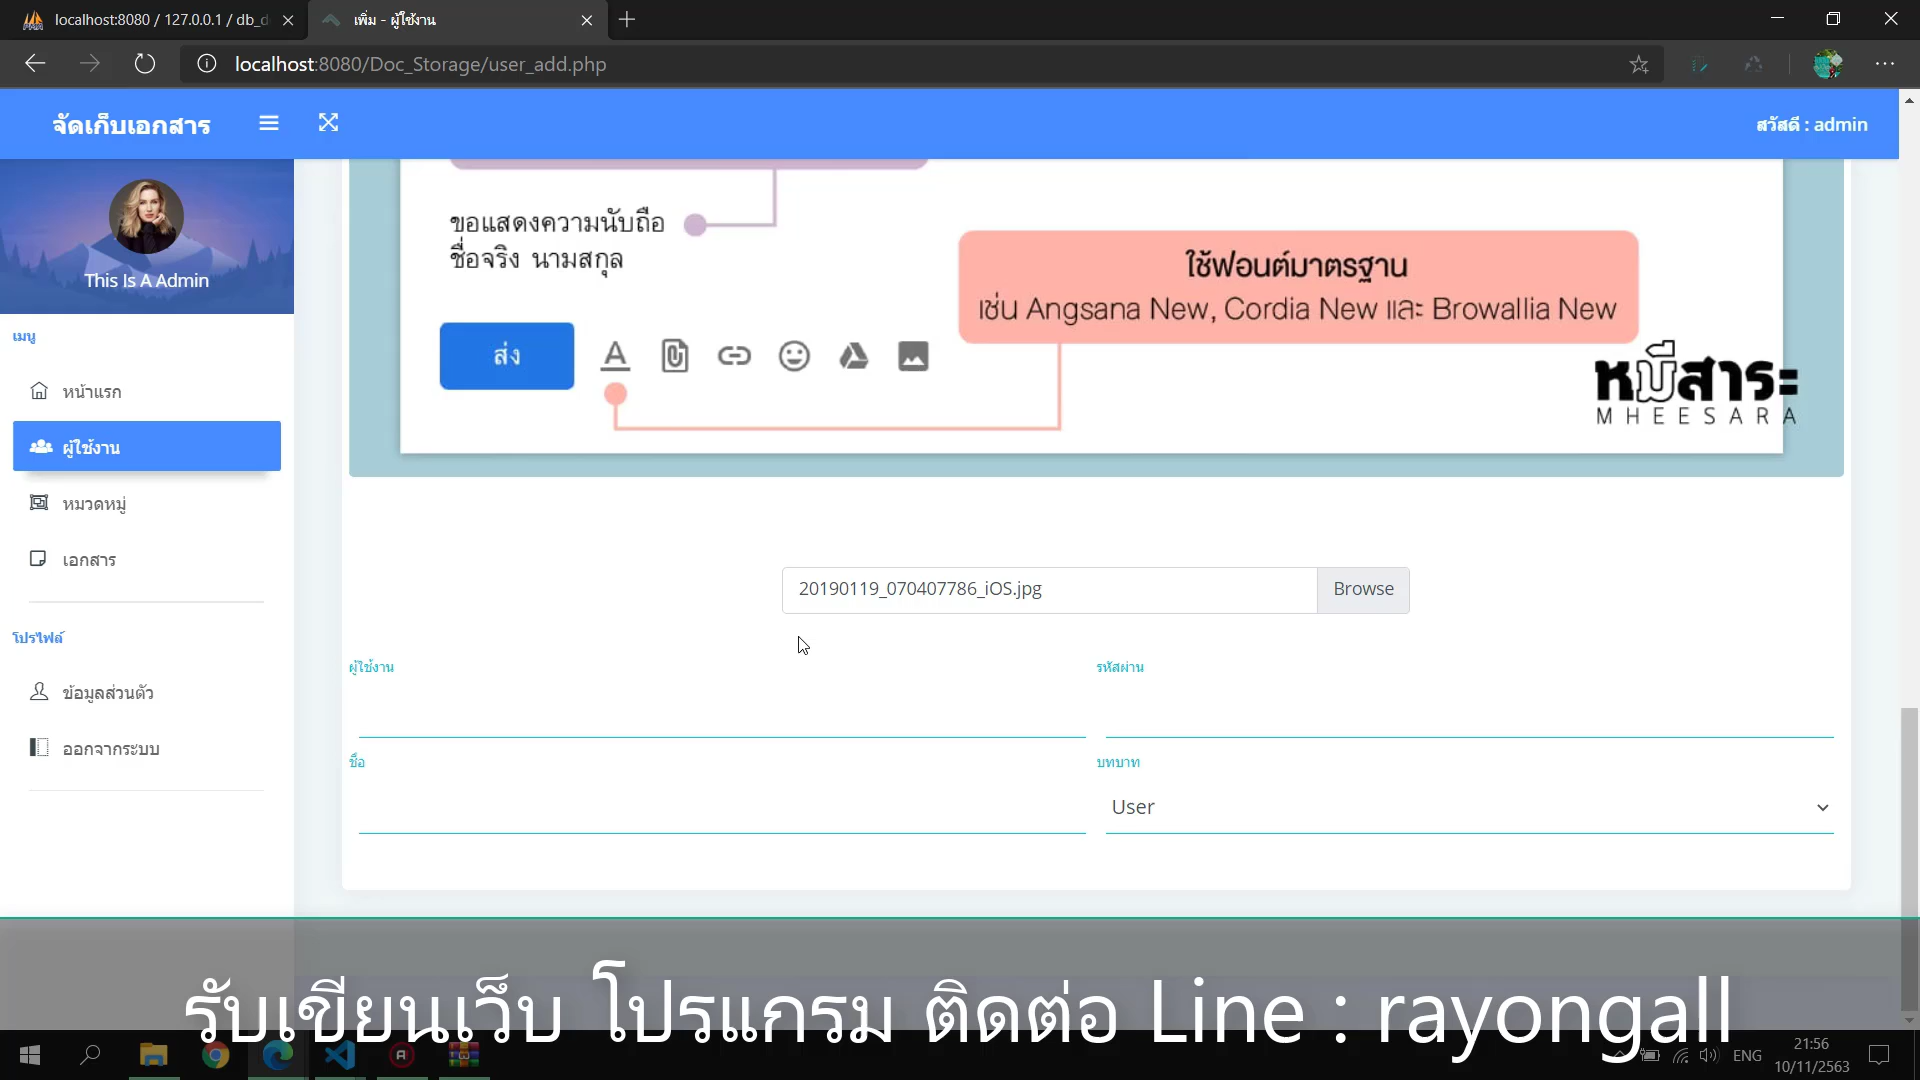 localhost:8080 / 127.0.0.1 / db_d
เพิ่ม - ผู้ใช้งาน
localhost:8080/Doc_Storage/user_add.php
จัดเก็บเอกสาร
สวัสดี : admin
This Is A Admin
เมนู
หน้าแรก
ผู้ใช้งาน
หมวดหมู่
เอกสาร
โปรไฟล์
ข้อมูลส่วนตัว
ออกจากระบบ
ขอแสดงความนับถือ
ชื่อจริง นามสกุล
ใช้ฟอนต์มาตรฐาน
เช่น Angsana New, Cordia New และ Browallia New
ส่ง
หมีสาระ
MHEESARA
20190119_070407786_iOS.jpg
Browse
ผู้ใช้งาน
รหัสผ่าน
ชื่อ
บทบาท
User
รับเขียนเว็บ โปรแกรม ติดต่อ Line : rayongall
ENG
21:56
10/11/2563